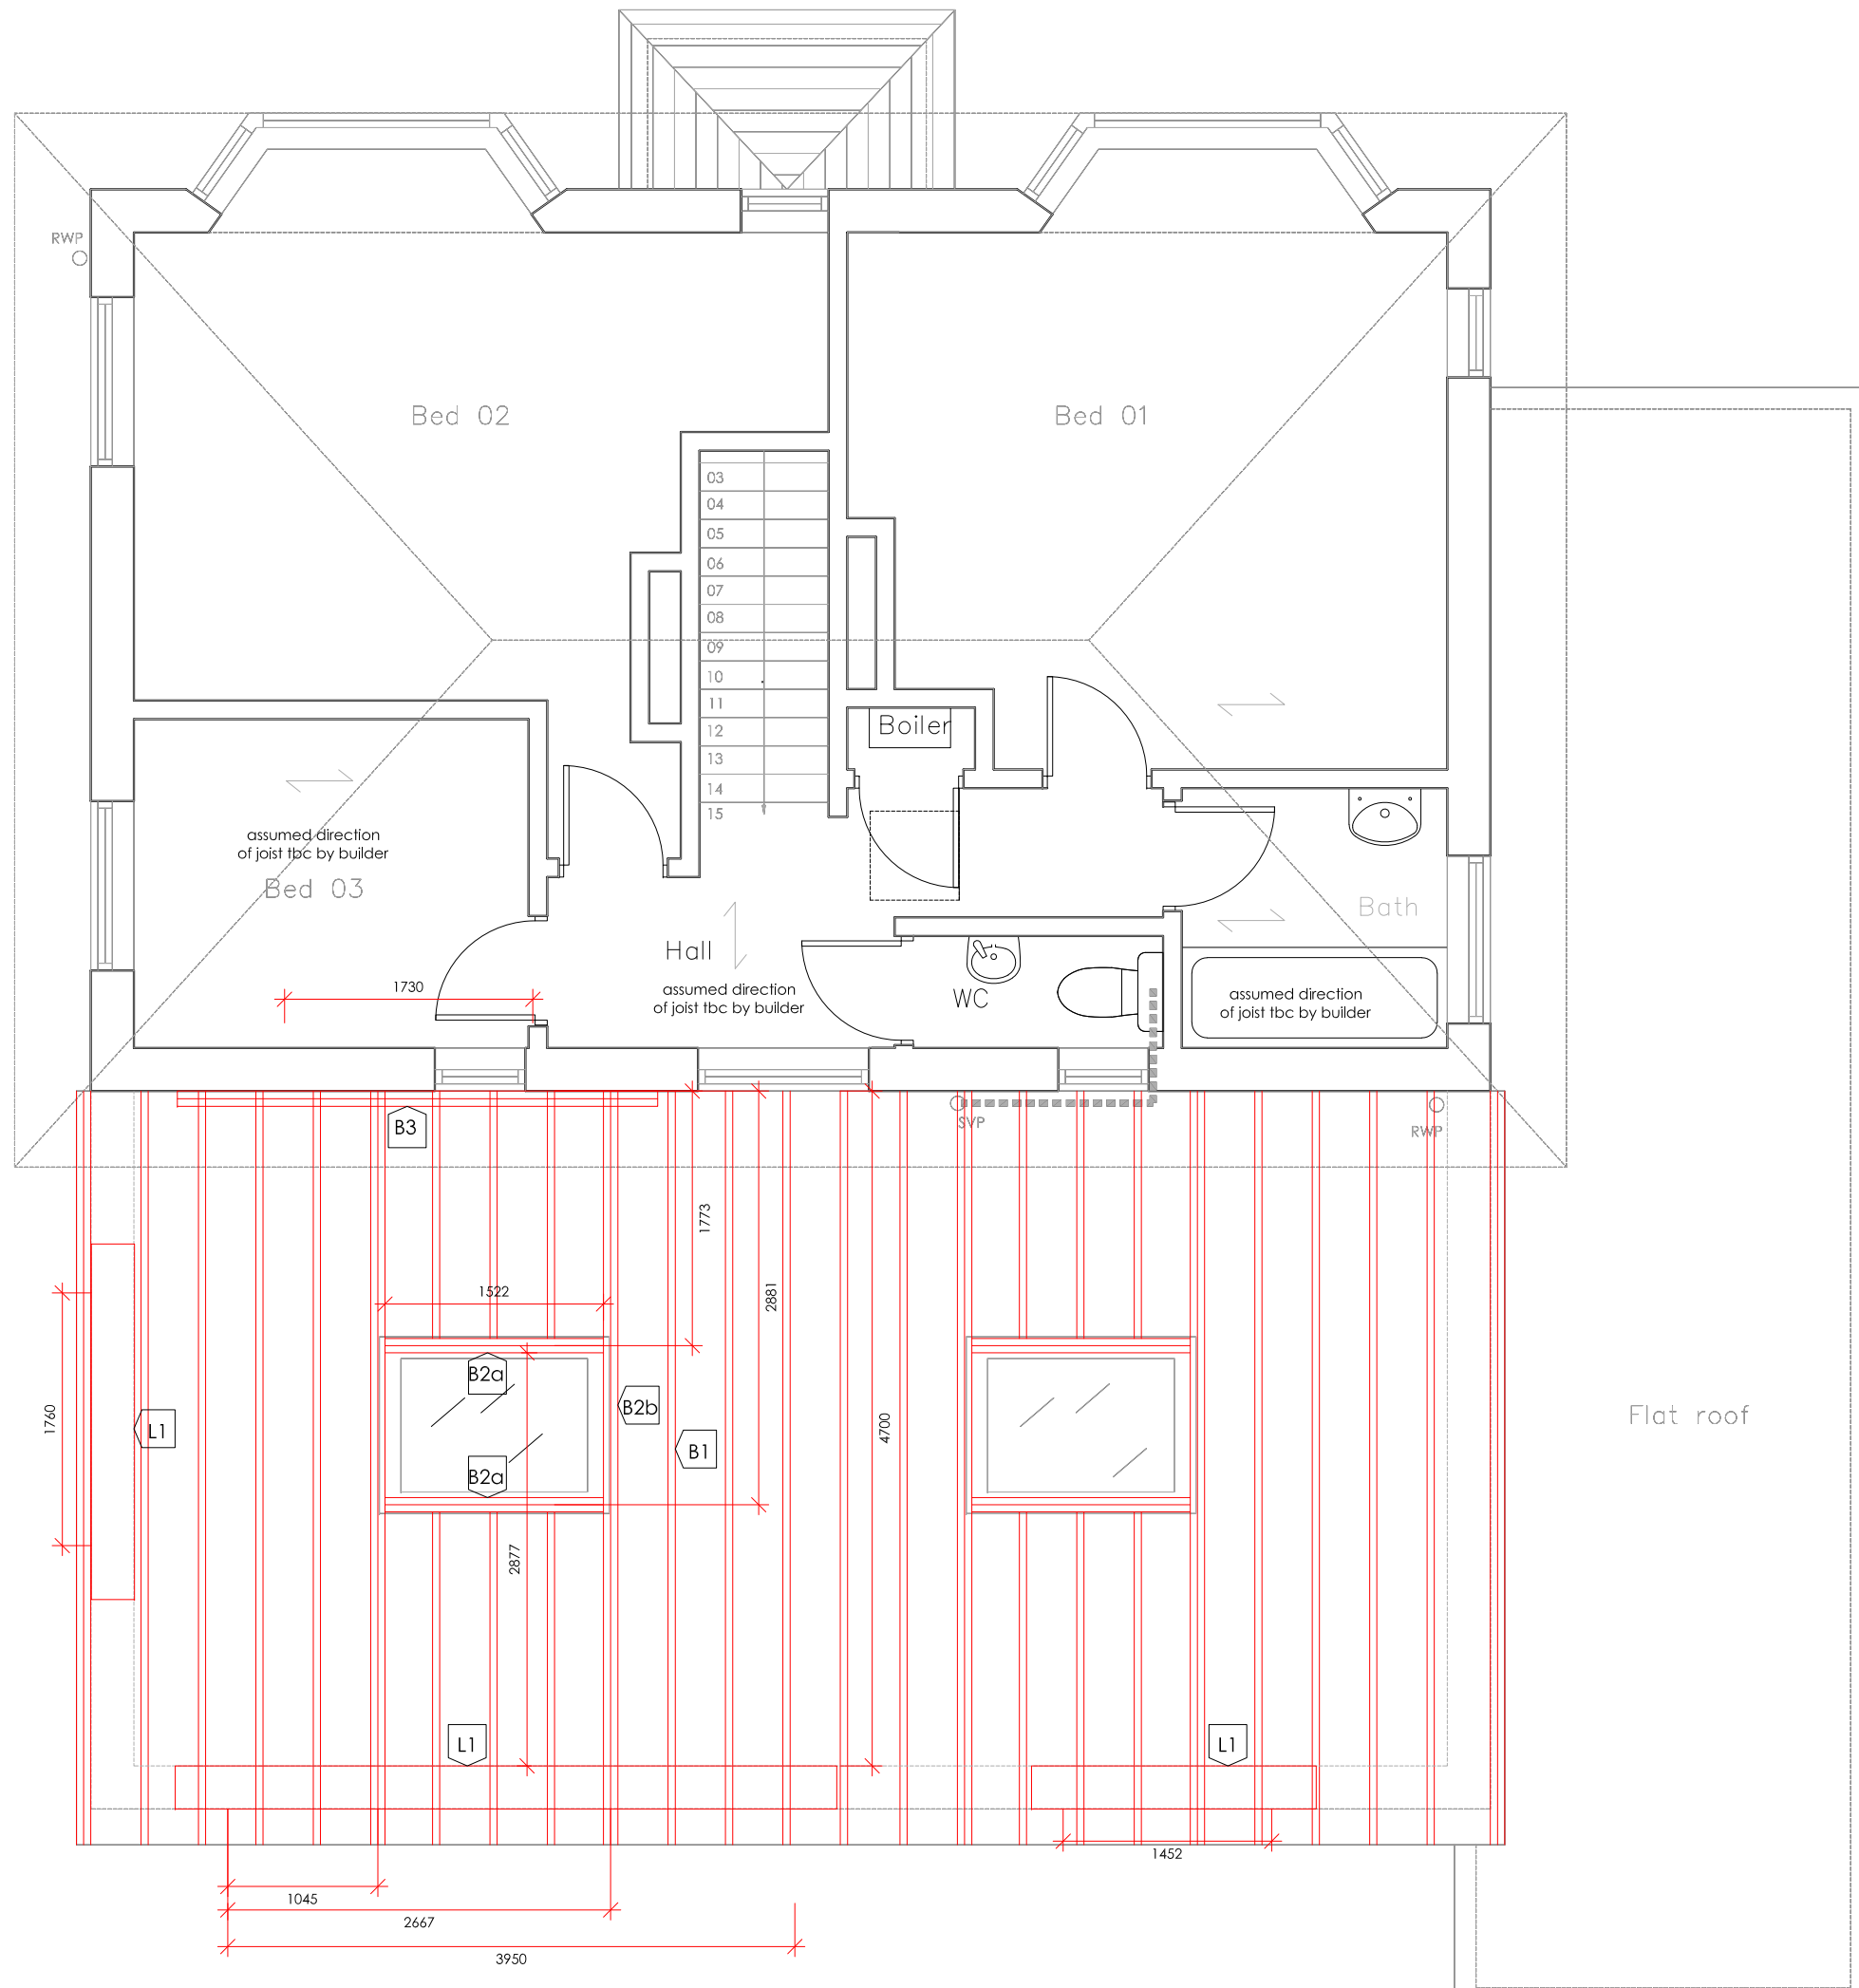 RWP
Bed 02
Bed 01
03
04
05
06
07
08
09
10
11
12
13
14
15
Boiler
assumed direction
of joist tbc by builder
Bed 03
Bath
Hall
assumed direction
of joist tbc by builder
WC
assumed direction
of joist tbc by builder
1730
SVP
RWP
B3
1773
1522
2881
B2a
B2b
B1
L1
1760
B2a
4700
2877
Flat roof
L1
L1
1452
1045
2667
3950